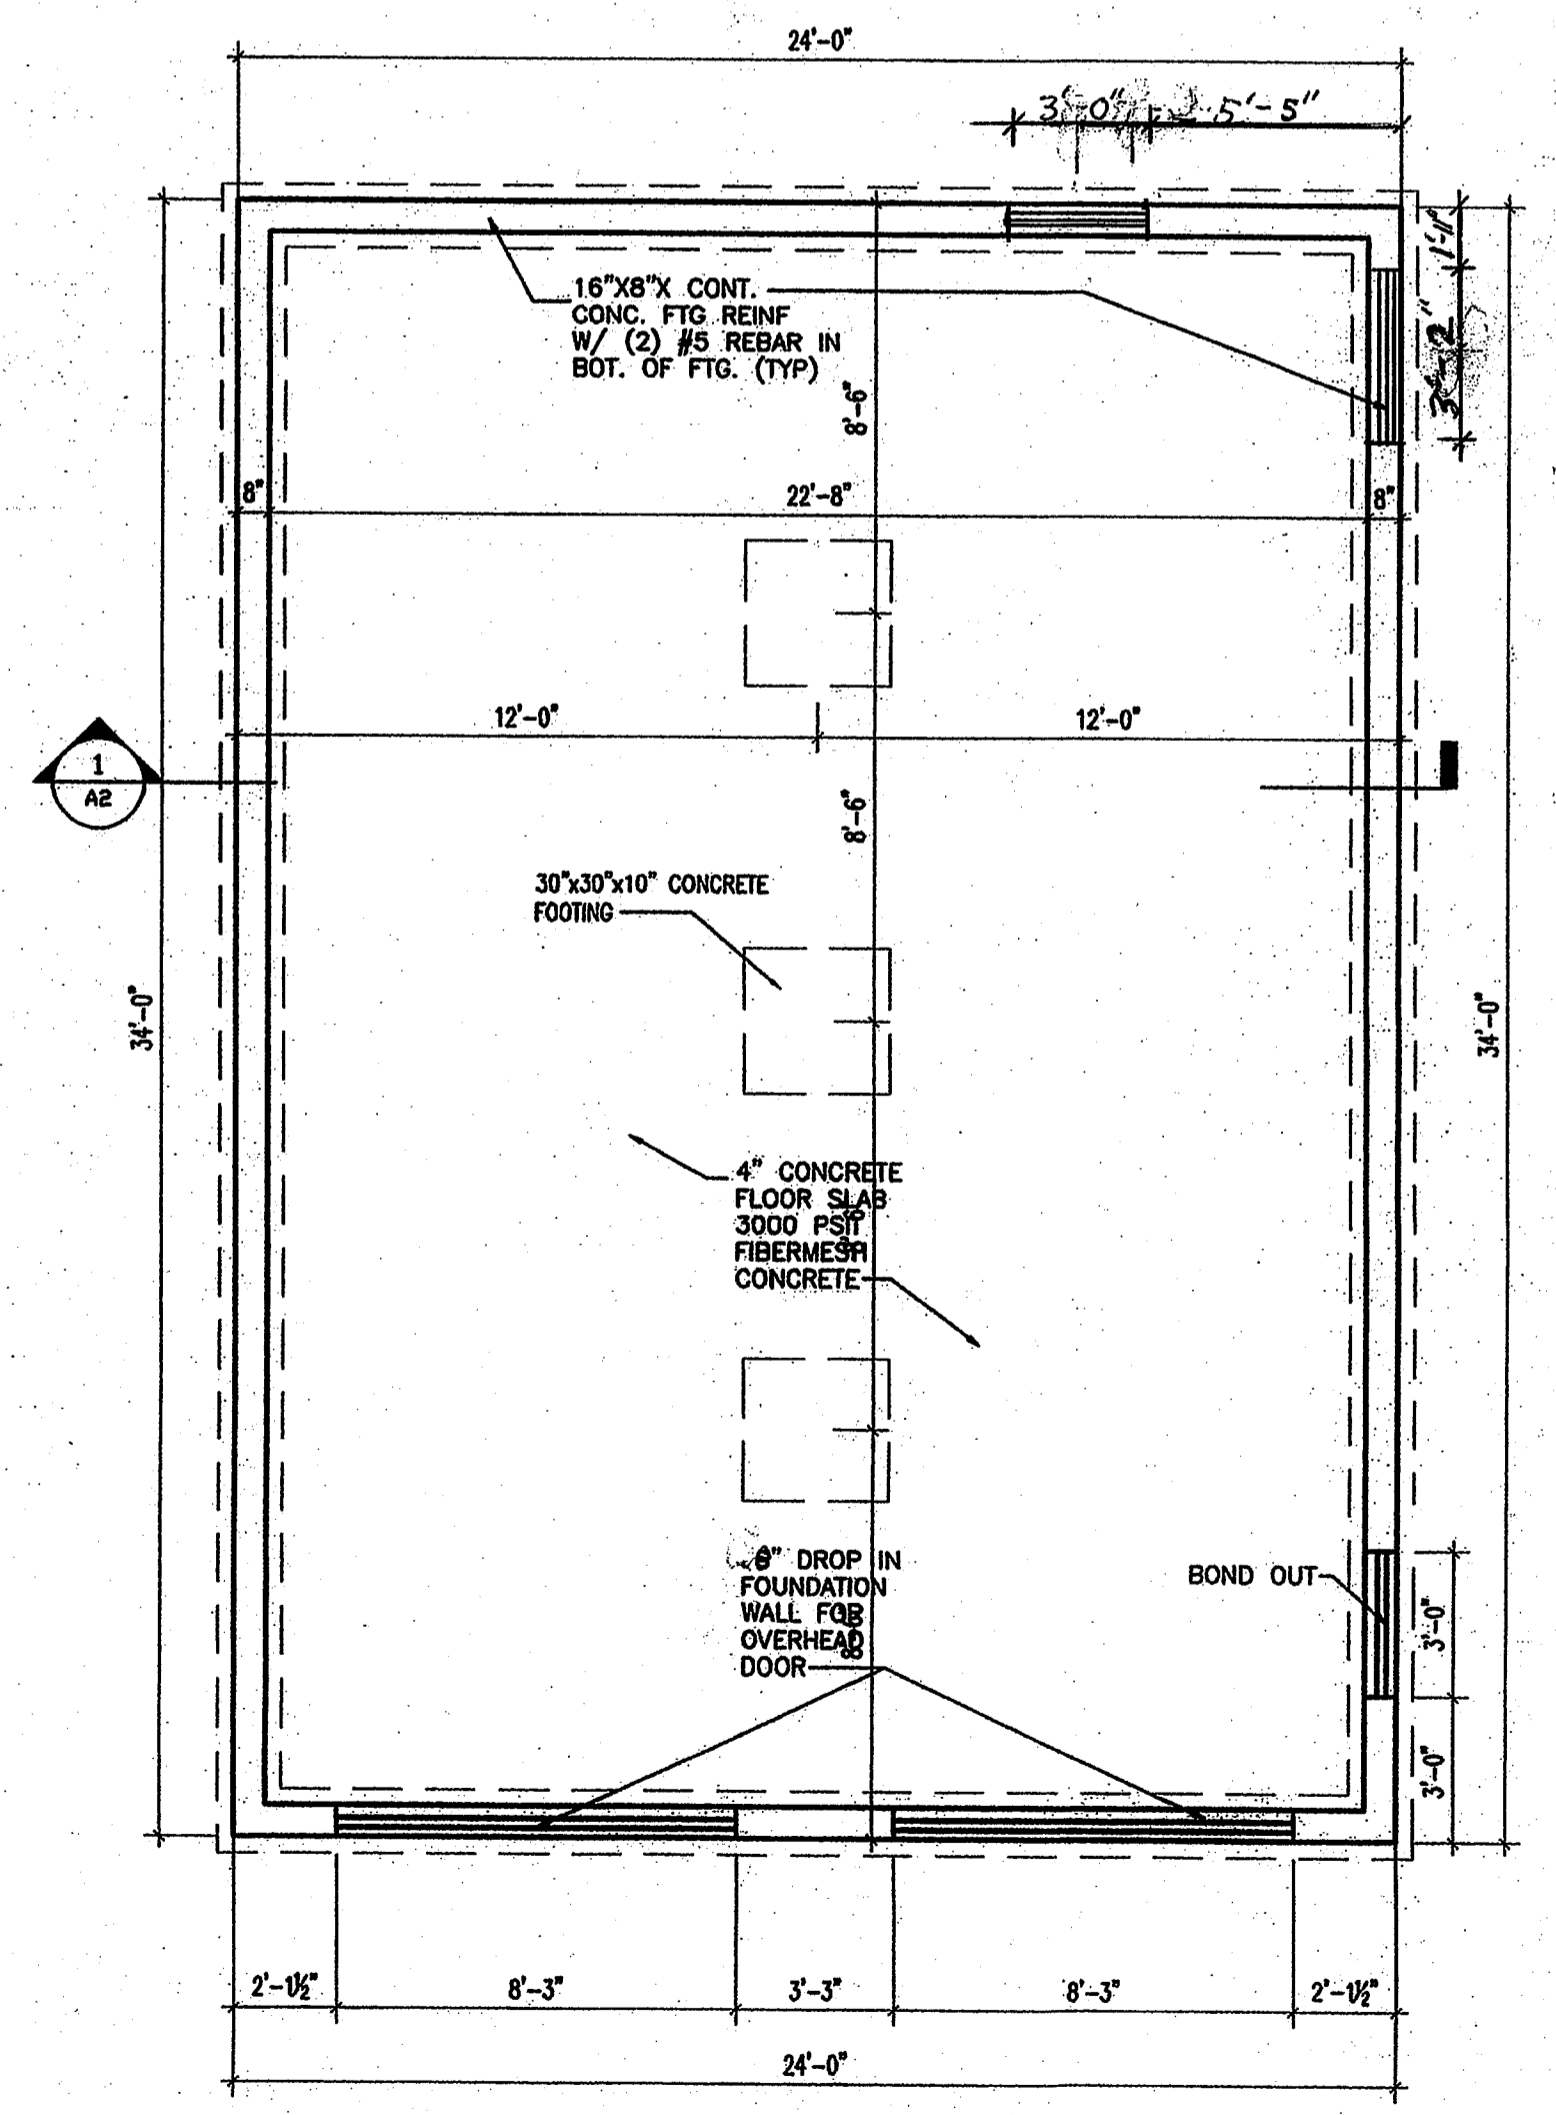 24'-0"
3'-0" 5'-5"
1'-11"
3'-2"
16"X8"X CONT.
CONC. FTG REINF
W/ (2) #5 REBAR IN
BOT. OF FTG. (TYP)
8'-6"
8"
22'-8"
8"
12'-0"
12'-0"
1
A2
8'-6"
30"x30"x10" CONCRETE
FOOTING
34'-0"
34'-0"
4" CONCRETE
FLOOR SLAB
3000 PSI
FIBERMESH
CONCRETE
DROP IN
FOUNDATION
WALL FOR
OVERHEAD
DOOR
BOND OUT
3'-0"
3'-0"
2'-1½"
8'-3"
3'-3"
8'-3"
2'-1½"
24'-0"